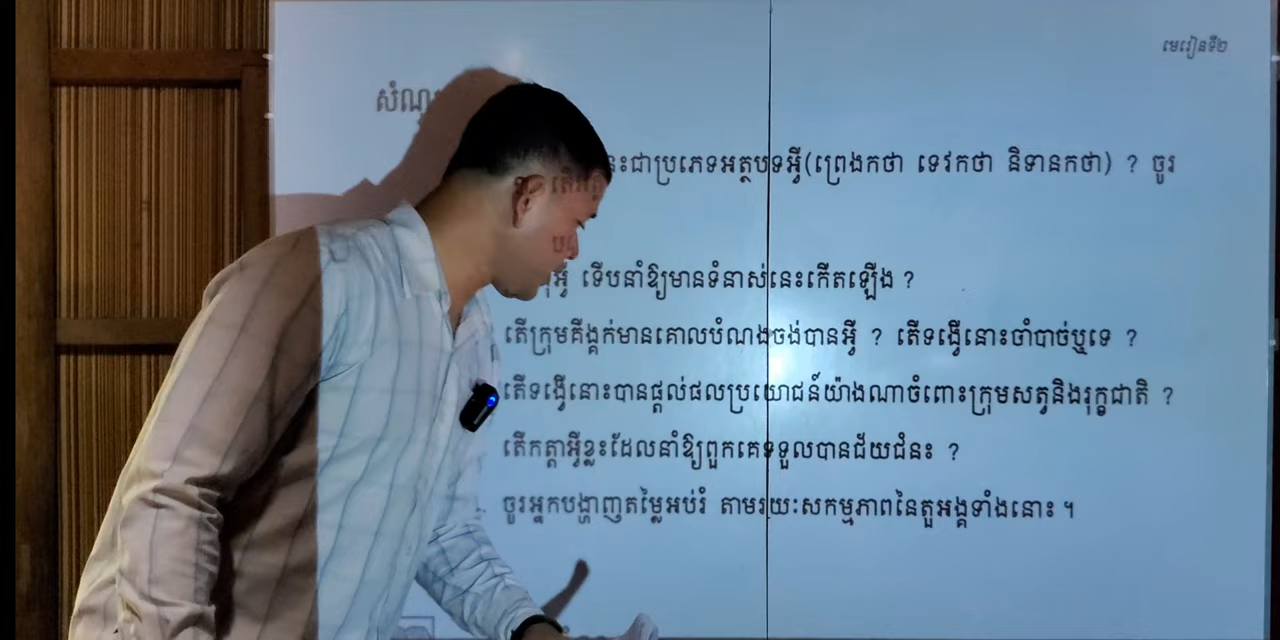 មេរៀនទី២
សំណួ
នេះជាប្រភេទអត្ថបទអ្វី(ព្រេងកថា ទេវកថា និទានកថា) ? ចូរ
អ្វី ទើបនាំឱ្យមានទំនាស់នេះកើតឡើង ?
តើក្រុមគីង្គក់មានគោលបំណងចង់បានអ្វី ? តើទង្វើនោះចាំបាច់ឬទេ ?
តើទង្វើនោះបានផ្តល់ផលប្រយោជន៍យ៉ាងណាចំពោះក្រុមសត្វនិងរុក្ខជាតិ ?
តើកត្តាអ្វីខ្លះដែលនាំឱ្យពួកគេទទួលបានជ័យជំនះ ?
ចូរអ្នកបង្ហាញតម្លៃអប់រំ តាមរយៈសកម្មភាពនៃតួអង្គទាំងនោះ ។